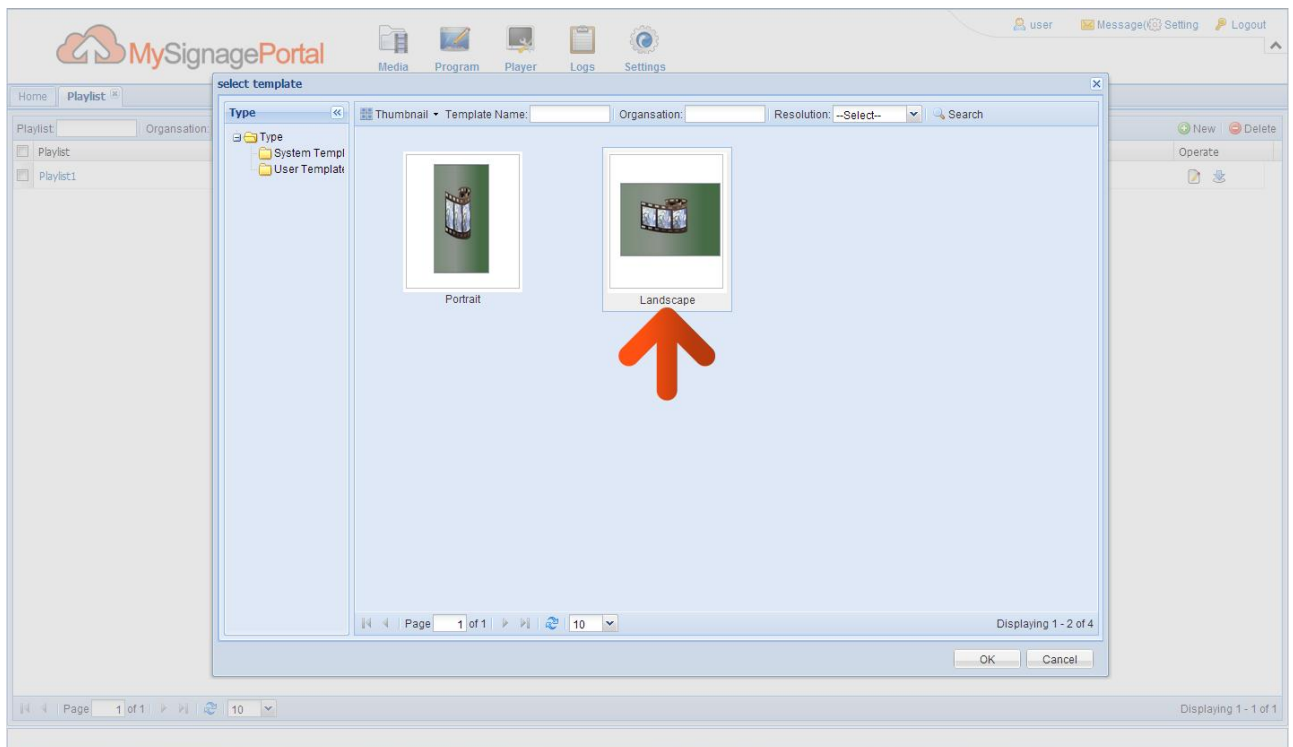 MySignagePortal
Media Program Player Logs Settings
user Message( Setting Logout
select template
Home Playlist
Type
Thumbnail Template Name: Organsation: Resolution: --Select-- Search
Playlist: Organsation: New Delete
Type
System Templ
User Template
Playlist Operate
Playlist1
Portrait Landscape
Page 1 of 1 10 Displaying 1 - 2 of 4
OK Cancel
Page 1 of 1 10 Displaying 1 - 1 of 1